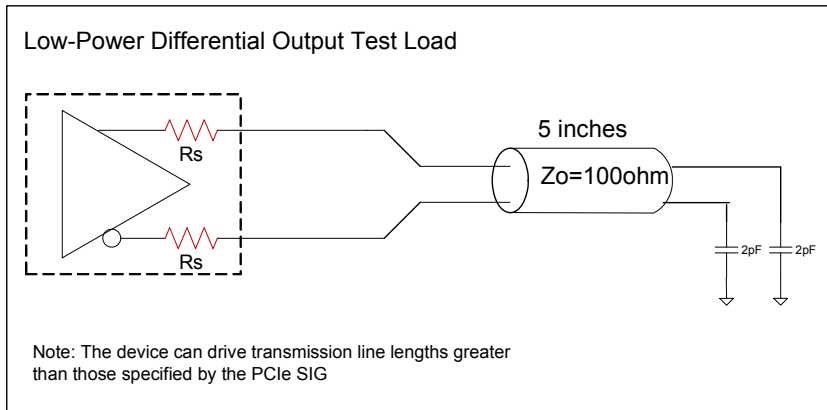 Low-Power Differential Output Test Load
Rs
Rs
5 inches
Zo=100ohm
2pF
2pF
Note: The device can drive transmission line lengths greater
than those specified by the PCIe SIG